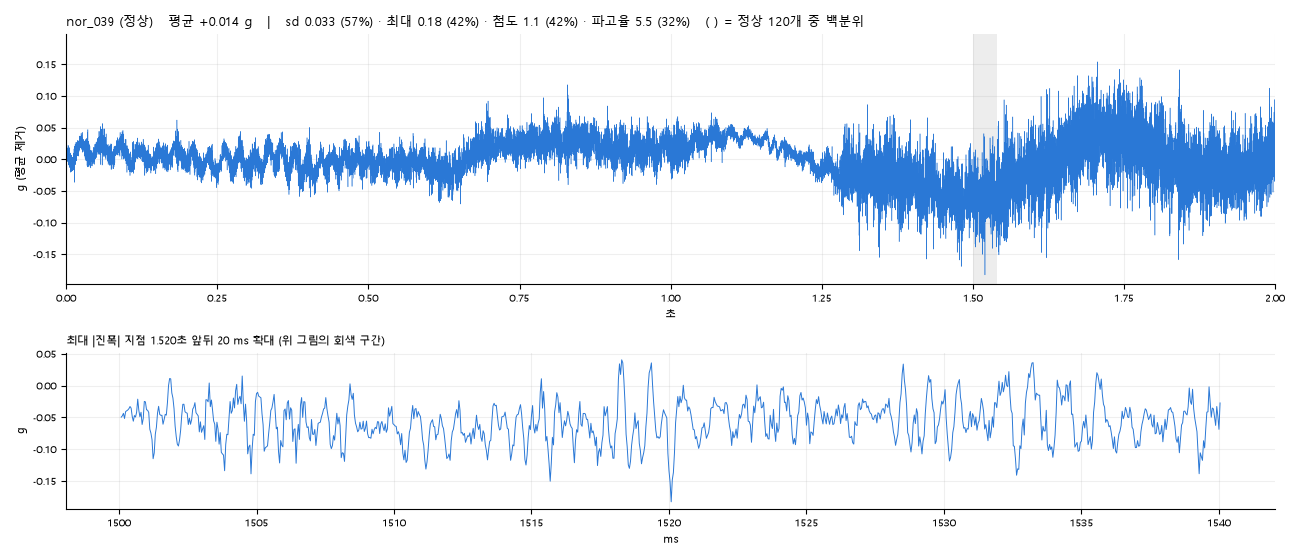 nor_039 (정상) 평균 +0.014 g | sd 0.033 (57%) · 최대 0.18 (42%) · 첨도 1.1 (42%) · 파고율 5.5 (32%) ( ) = 정상 120개 중 백분위
g (평균 제거)
0.15
0.10
0.05
0.00
-0.05
-0.10
-0.15
0.00 0.25 0.50 0.75 1.00 1.25 1.50 1.75 2.00
초
최대 |진폭| 지점 1.520초 앞뒤 20 ms 확대 (위 그림의 회색 구간)
g
0.05
0.00
-0.05
-0.10
-0.15
1500 1505 1510 1515 1520 1525 1530 1535 1540
ms